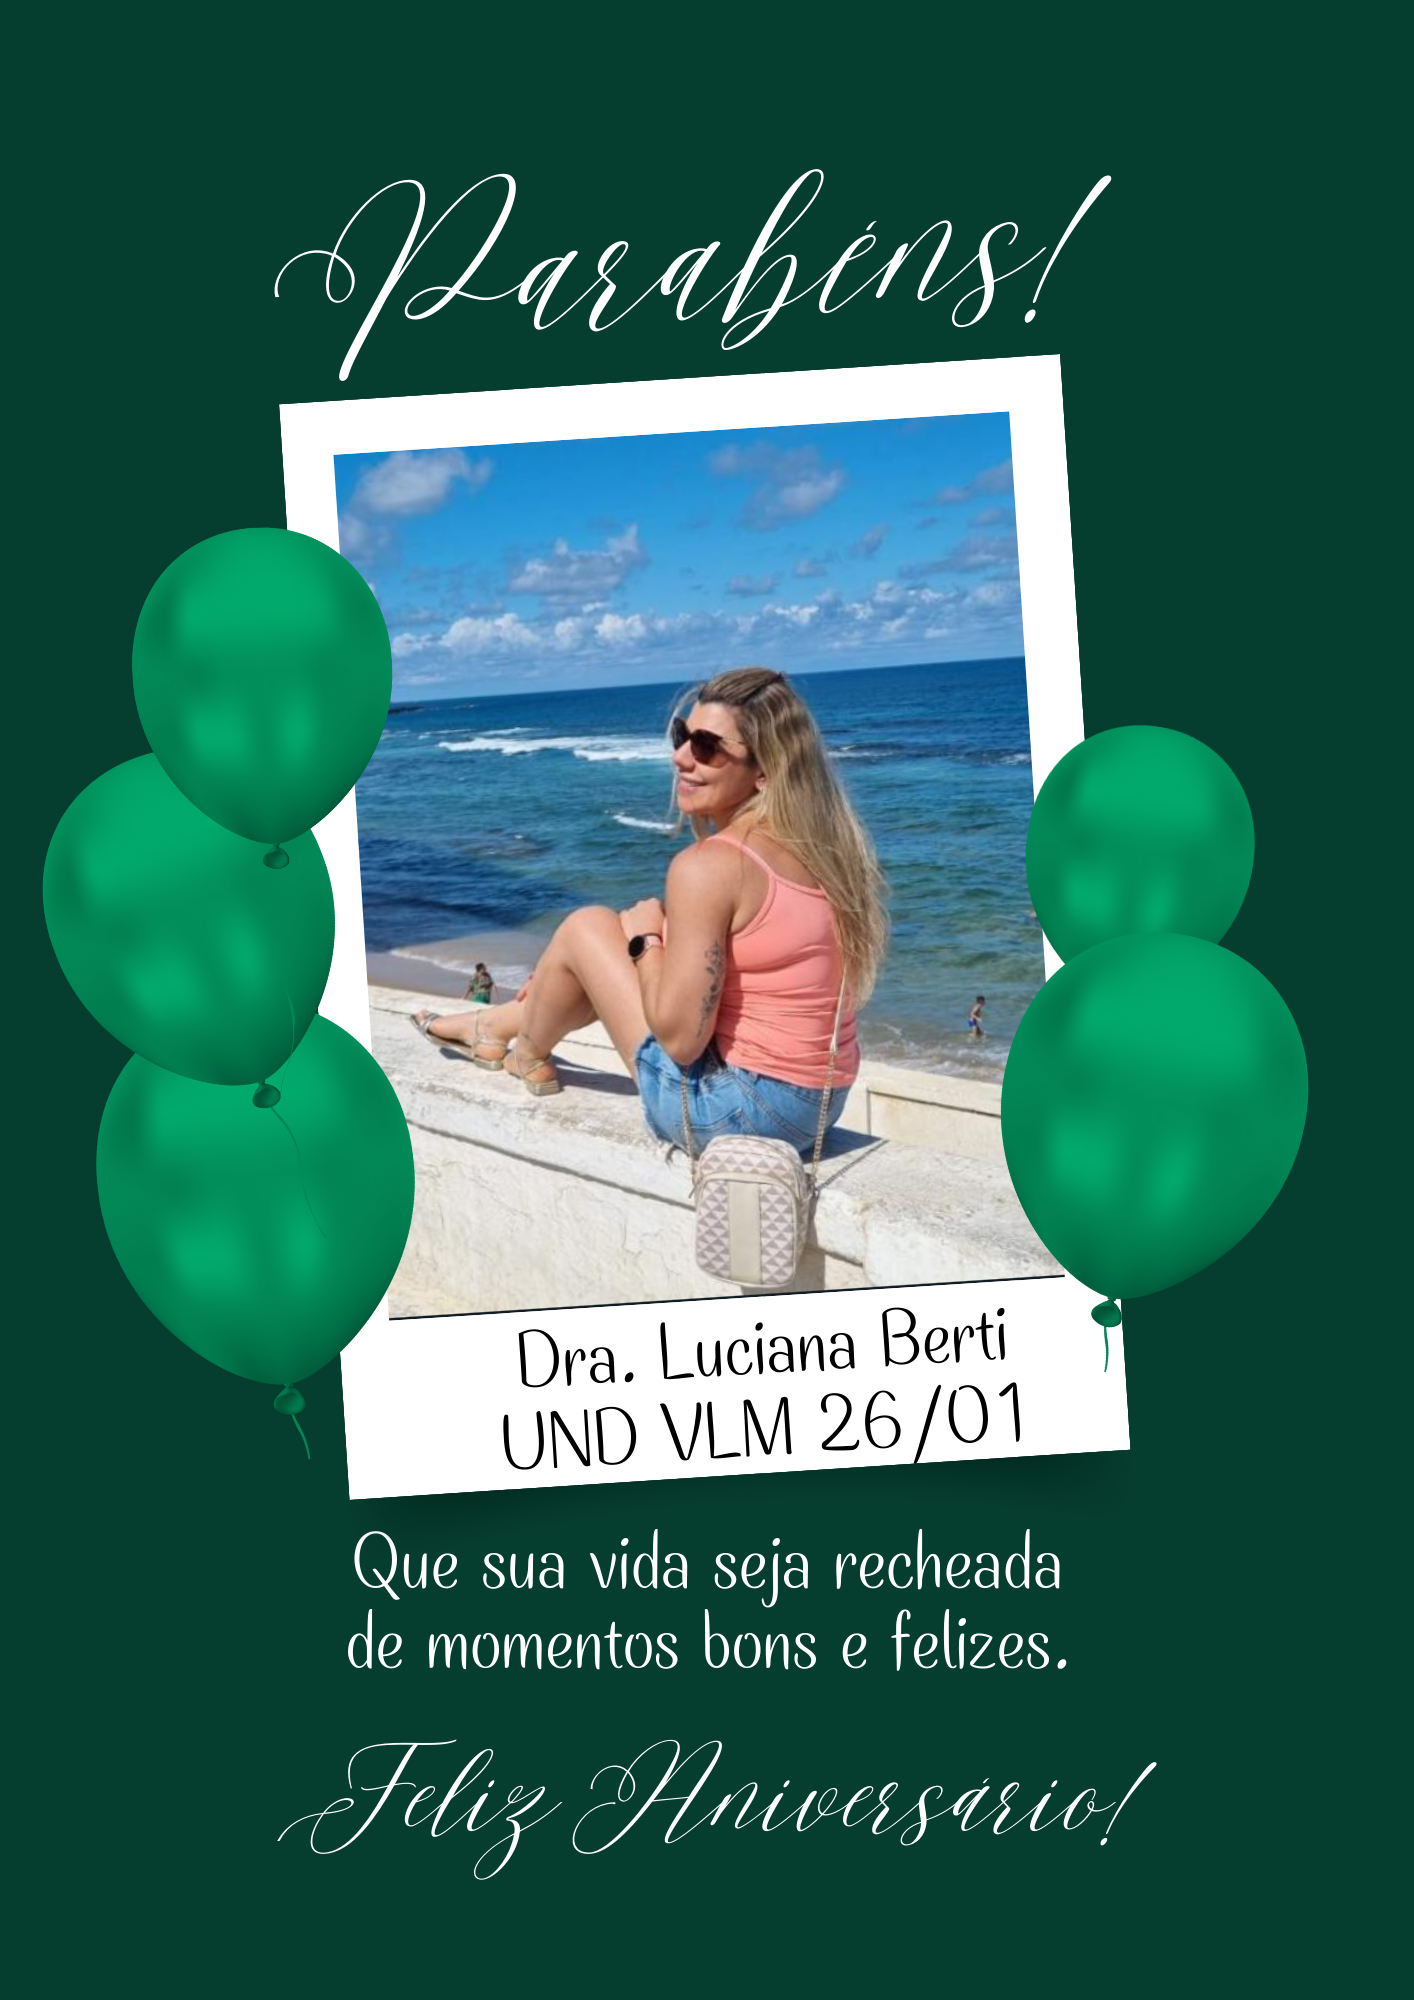 Parabéns!
Dra. Luciana Berti
UND VLM 26/01
Que sua vida seja recheada
de momentos bons e felizes.
Feliz Aniversário!